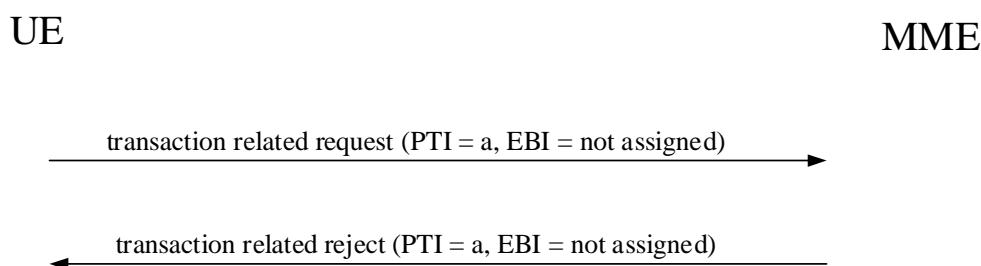 UE
MME
transaction related request (PTI = a, EBI = not assigned)
transaction related reject (PTI = a, EBI = not assigned)